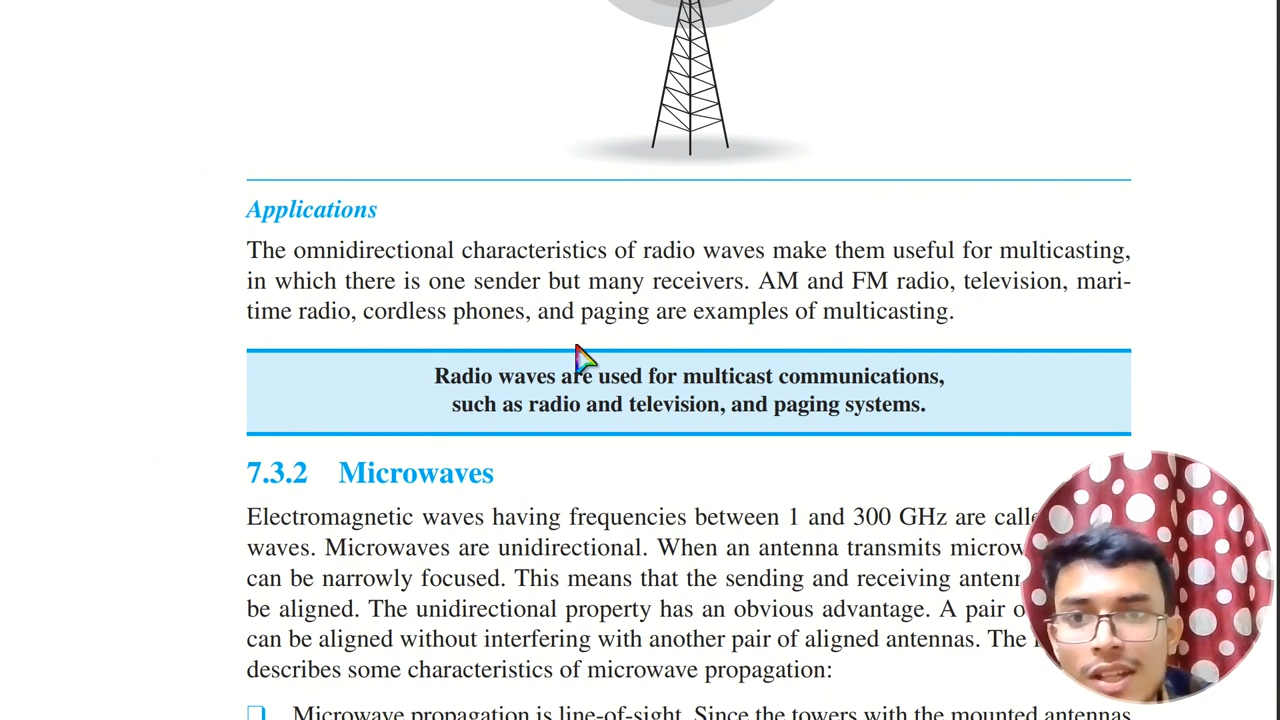 Applications
The omnidirectional characteristics of radio waves make them useful for multicasting,
in which there is one sender but many receivers. AM and FM radio, television, mari-
time radio, cordless phones, and paging are examples of multicasting.
Radio waves are used for multicast communications,
such as radio and television, and paging systems.
7.3.2 Microwaves
Electromagnetic waves having frequencies between 1 and 300 GHz are
waves. Microwaves are unidirectional. When an antenna transmits
can be narrowly focused. This means that the sending and receiving
be aligned. The unidirectional property has an obvious advantage. A pair
can be aligned without interfering with another pair of aligned antennas. The
describes some characteristics of microwave propagation:
❑ Microwave propagation is line-of-sight. Since the towers with the mounted antennas